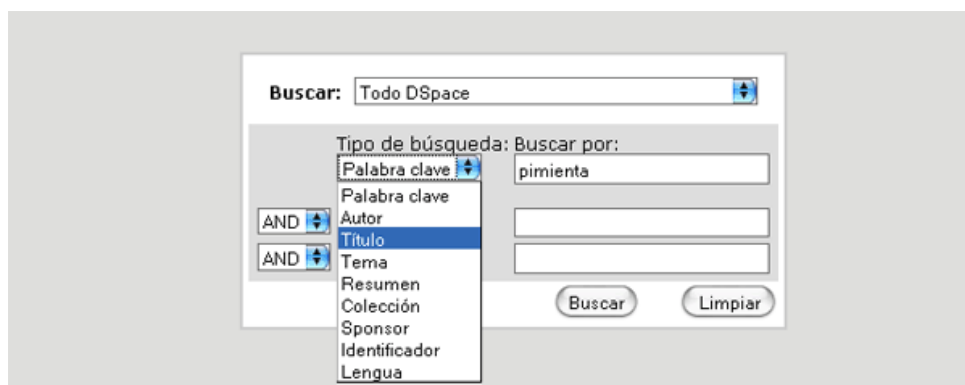 Buscar: Todo DSpace
Tipo de búsqueda: Buscar por:
Palabra clave pimienta
Palabra clave
AND Autor
Título
AND Tema
Resumen
Colección Buscar Limpiar
Sponsor
Identificador
Lengua